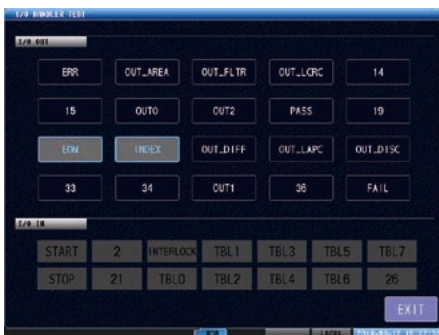 I/O HANDLER TEST
I/O OUT
ERR OUT_AREA OUT_FLTR OUT_LCRC 14
15 OUT0 OUT2 PASS 19
EOM INDEX OUT_DIFF OUT_LAPC OUT_DISC
33 34 OUT1 36 FAIL
I/O IN
START 2 INTERLOCK TBL1 TBL3 TBL5 TBL7
STOP 21 TBL0 TBL2 TBL4 TBL6 26
EXIT